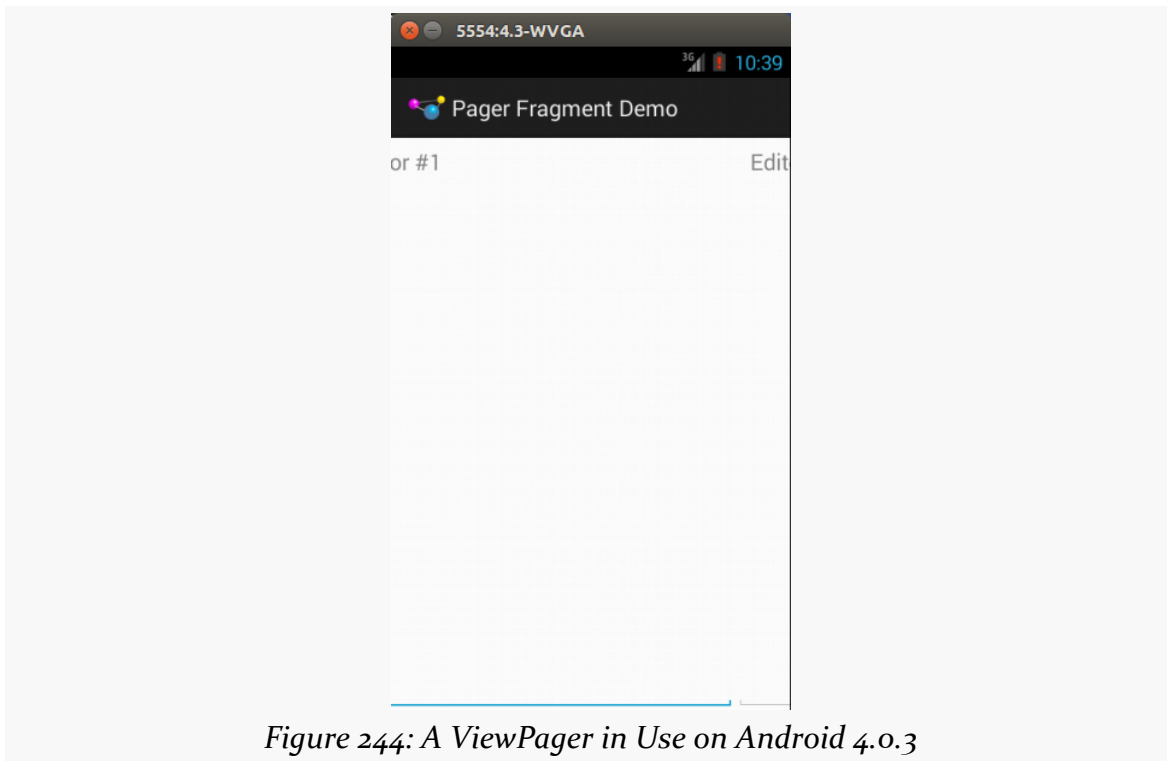 5554:4.3-WVGA
3G 10:39
Pager Fragment Demo
or #1 Edit
Figure 244: A ViewPager in Use on Android 4.0.3